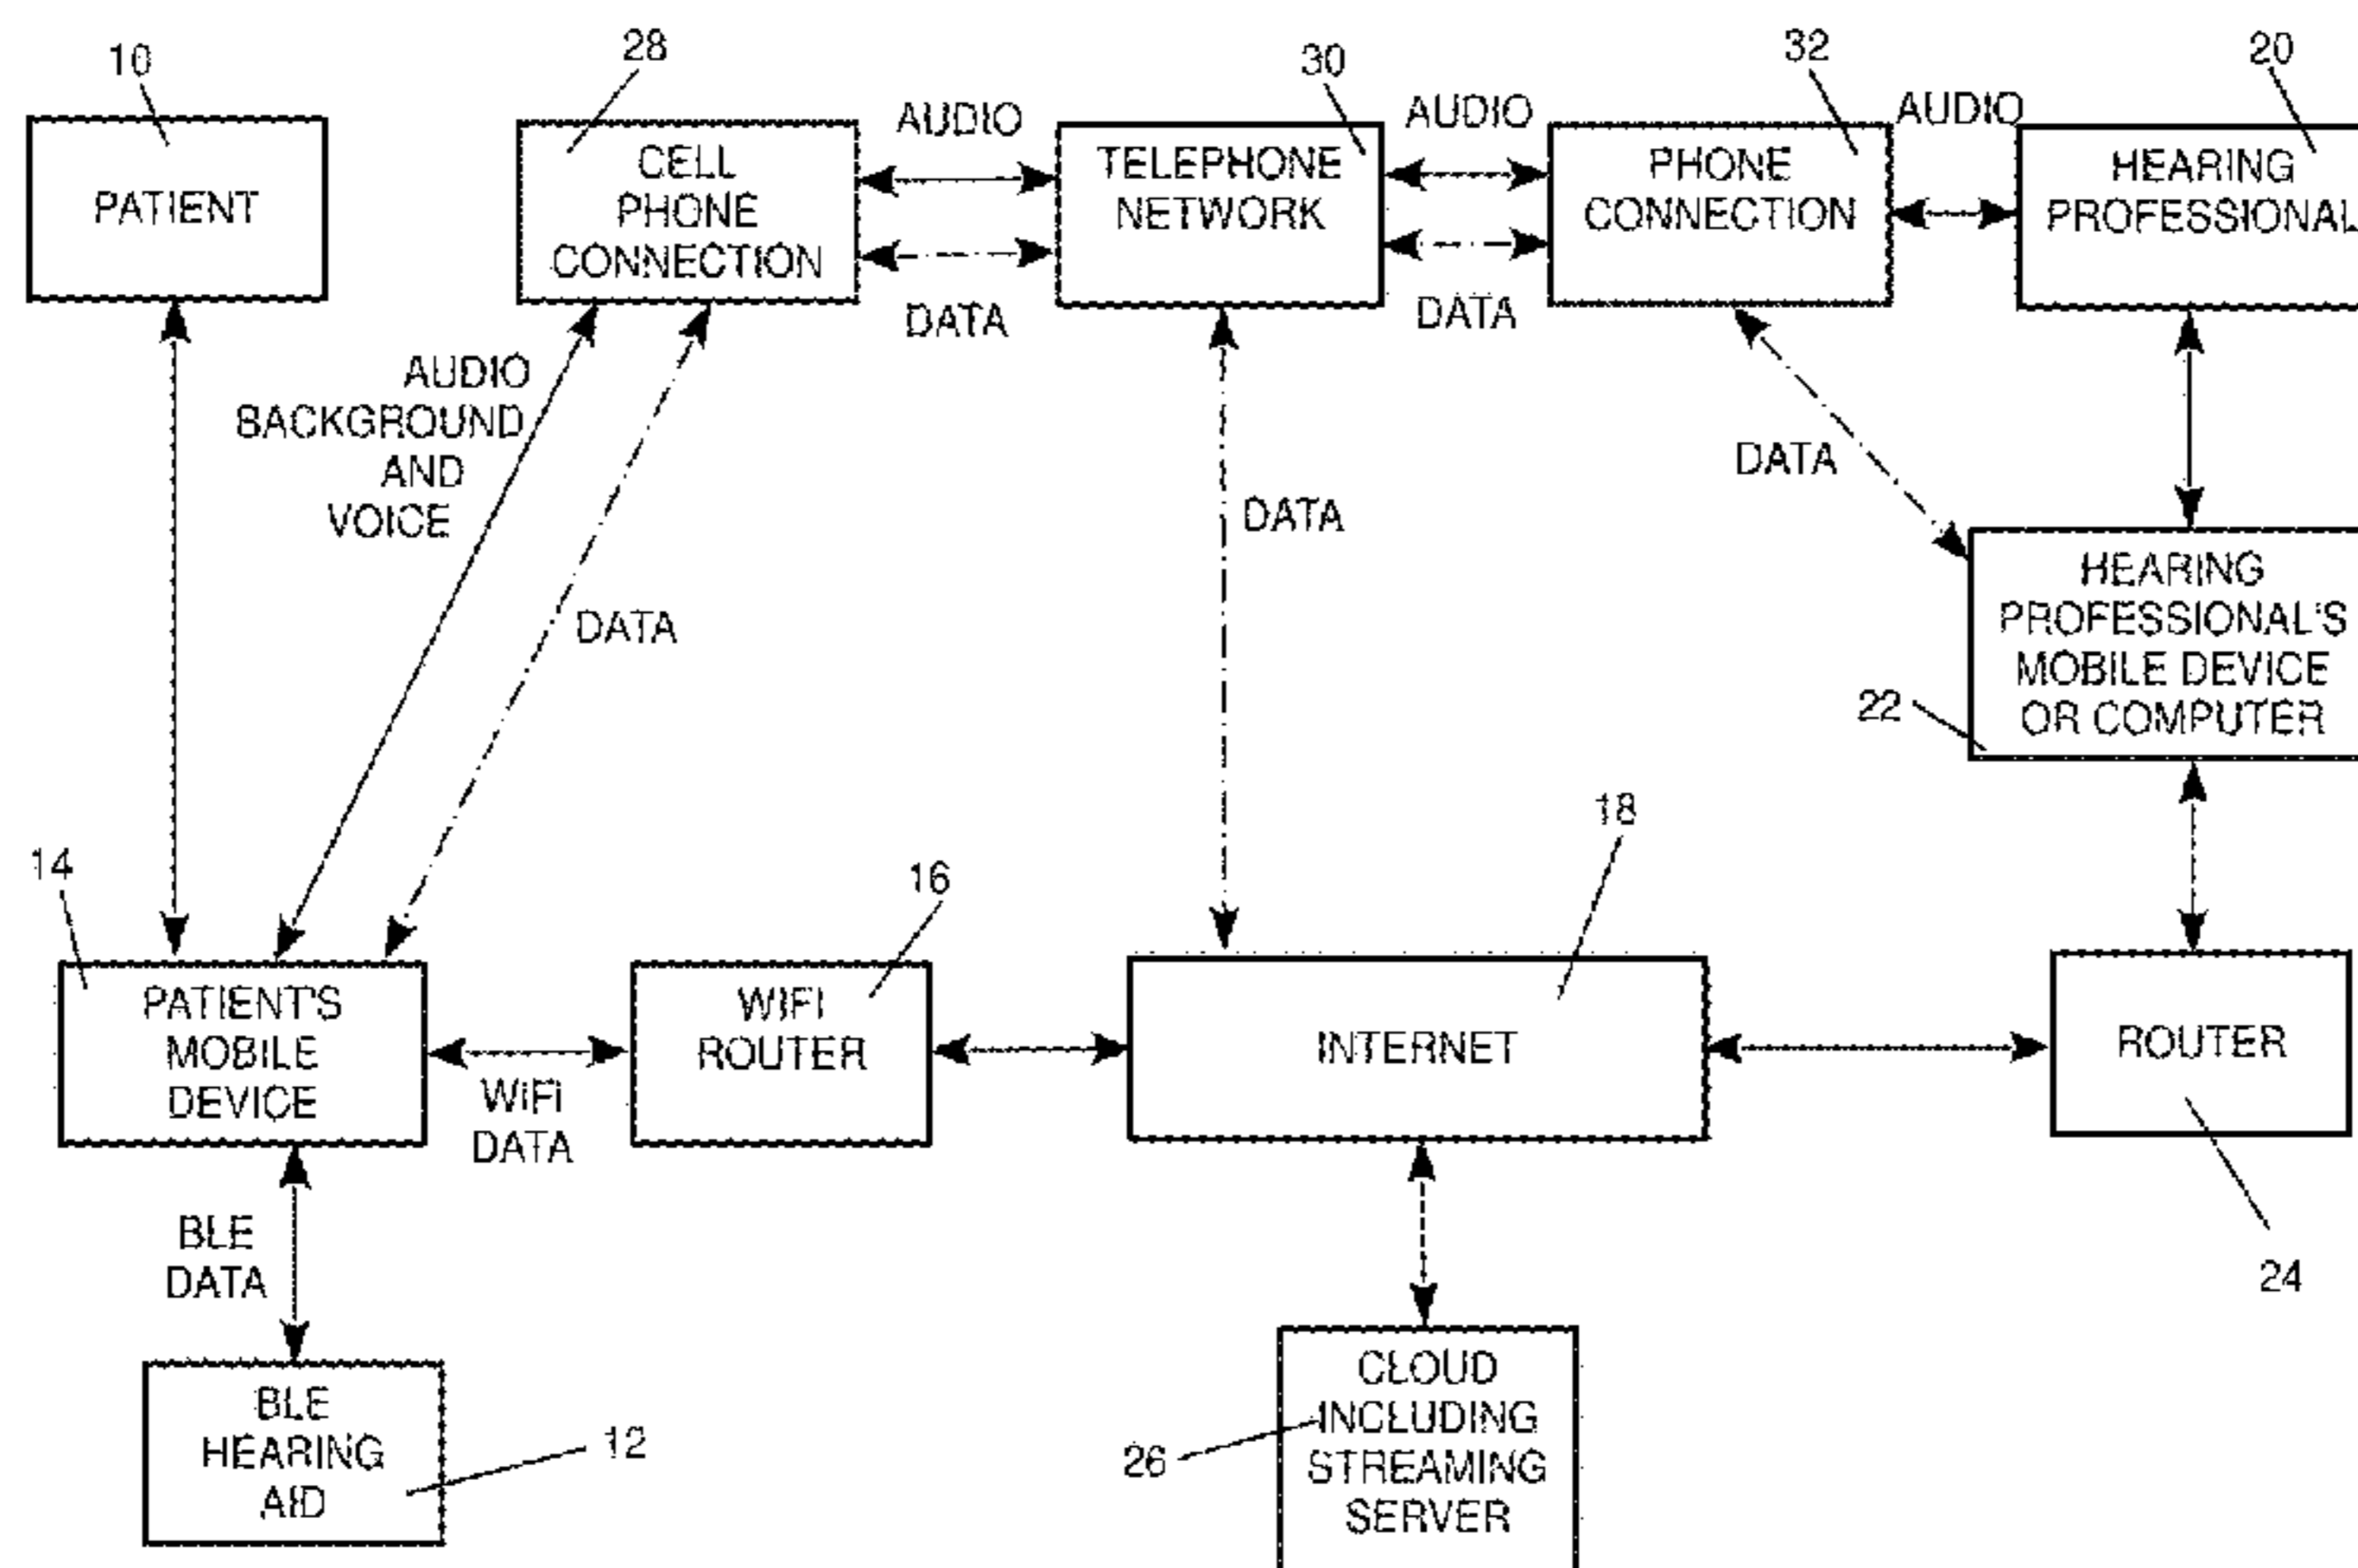 10
28
30
32
20
PATIENT
CELL
PHONE
CONNECTION
AUDIO
DATA
TELEPHONE
NETWORK
AUDIO
DATA
PHONE
CONNECTION
AUDIO
HEARING
PROFESSIONAL
AUDIO
BACKGROUND
AND
VOICE
DATA
DATA
DATA
HEARING
PROFESSIONAL'S
MOBILE DEVICE
OR COMPUTER
22
14
16
18
PATIENT'S
MOBILE
DEVICE
WiFi
DATA
WIFI
ROUTER
INTERNET
ROUTER
24
BLE
DATA
BLE
HEARING
AID
12
26
CLOUD
INCLUDING
STREAMING
SERVER